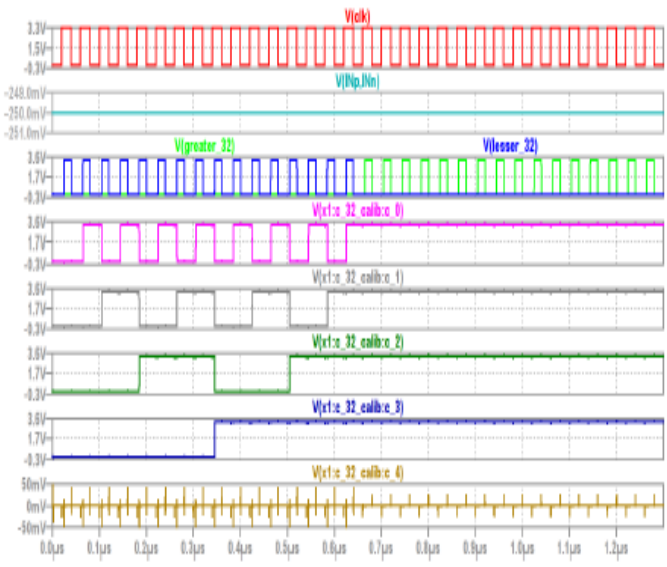 V(clk)
3.3V
1.5V
-0.3V
V(INp,INn)
-248.0mV
-250.0mV
-251.0mV
V(greater_32) V(lesser_32)
3.6V
1.7V
-0.3V
V(x1:c_32_calib:c_0)
3.6V
1.7V
-0.3V
V(x1:c_32_calib:c_1)
3.6V
1.7V
-0.3V
V(x1:c_32_calib:c_2)
3.6V
1.7V
-0.3V
V(x1:c_32_calib:c_3)
3.6V
1.7V
-0.3V
V(x1:c_32_calib:c_4)
50mV
0mV
-50mV
0.0µs 0.1µs 0.2µs 0.3µs 0.4µs 0.5µs 0.6µs 0.7µs 0.8µs 0.9µs 1.0µs 1.1µs 1.2µs